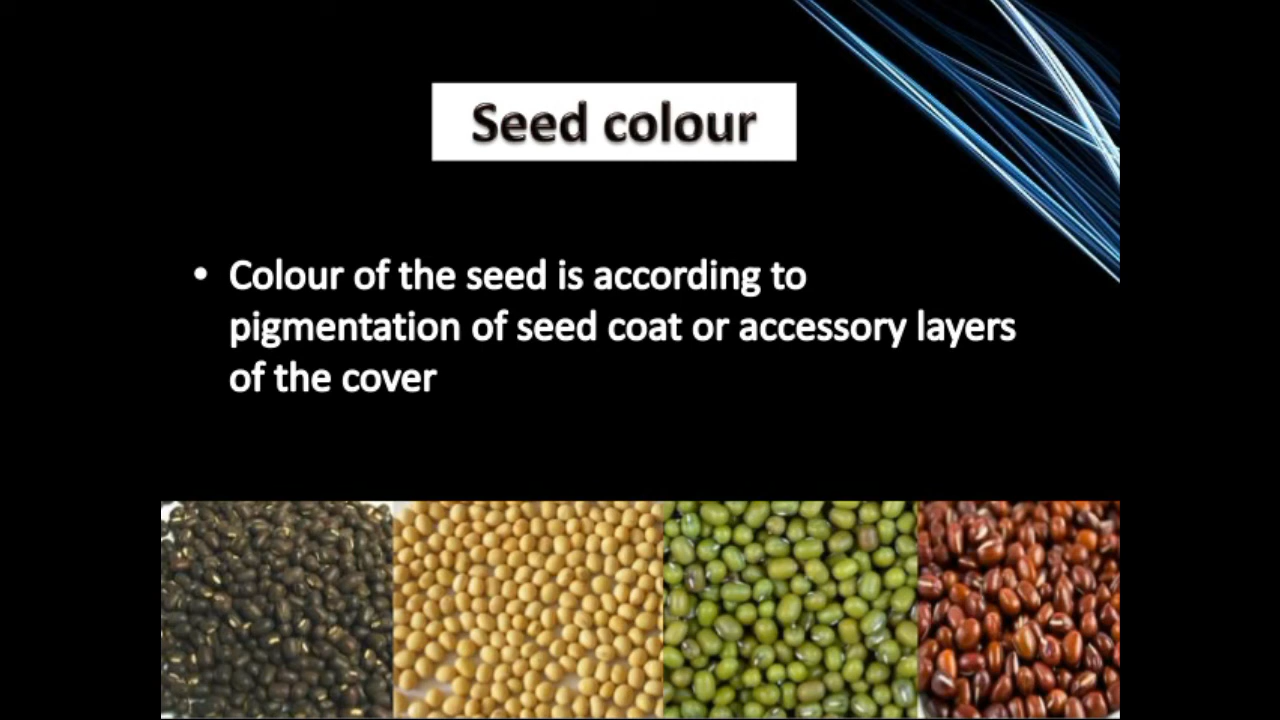 Seed colour
• Colour of the seed is according to
pigmentation of seed coat or accessory layers
of the cover